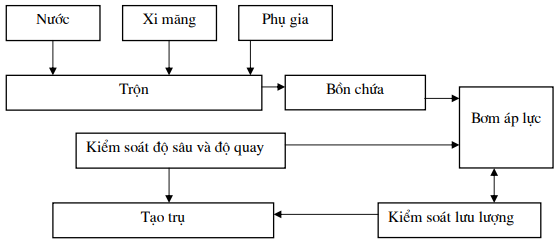 Nước
Xi măng
Phụ gia
Trộn
Bồn chứa
Bơm áp lực
Kiểm soát độ sâu và độ quay
Tạo trụ
Kiểm soát lưu lượng